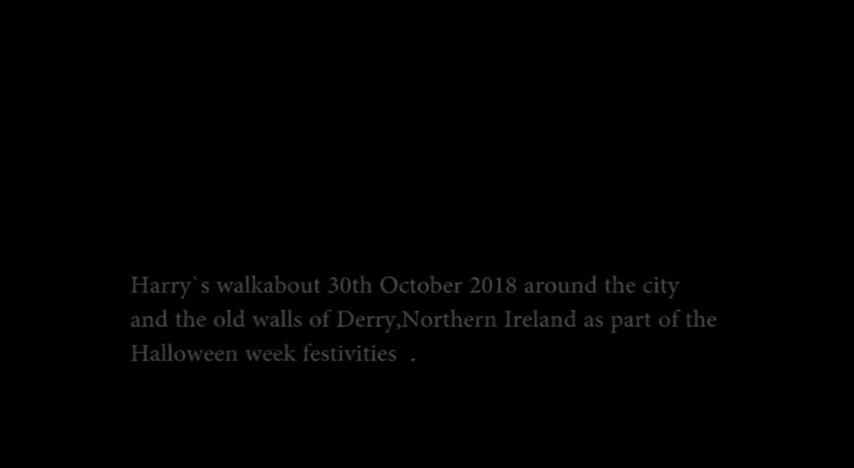 Harry`s walkabout 30th October 2018 around the city
and the old walls of Derry,Northern Ireland as part of the
Halloween week festivities  .